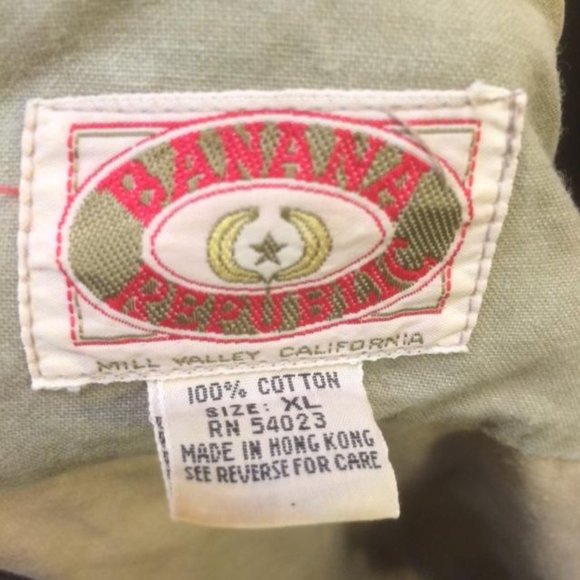 BANANA
REPUBLIC
MILL VALLEY, CALIFORNIA
100% COTTON
SIZE: XL
RN 54023
MADE IN HONG KONG
SEE REVERSE FOR CARE